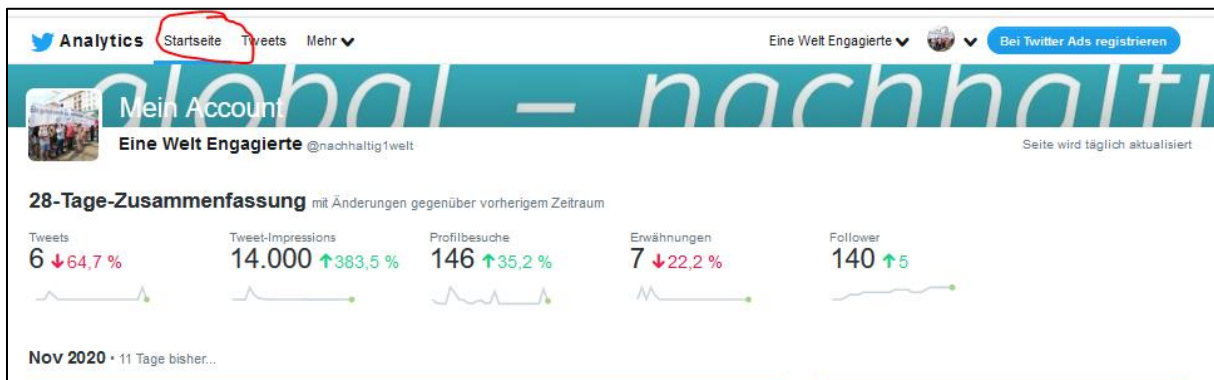 Analytics Startseite Tweets Mehr Eine Welt Engagierte Bei Twitter Ads registrieren
global – nachhalti
Mein Account
Eine Welt Engagierte @nachhaltig1welt Seite wird täglich aktualisiert
28-Tage-Zusammenfassung mit Änderungen gegenüber vorherigem Zeitraum
Tweets Tweet-Impressions Profilbesuche Erwähnungen Follower
6 ↓64,7 % 14.000 ↑383,5 % 146 ↑35,2 % 7 ↓22,2 % 140 ↑5
Nov 2020 • 11 Tage bisher...